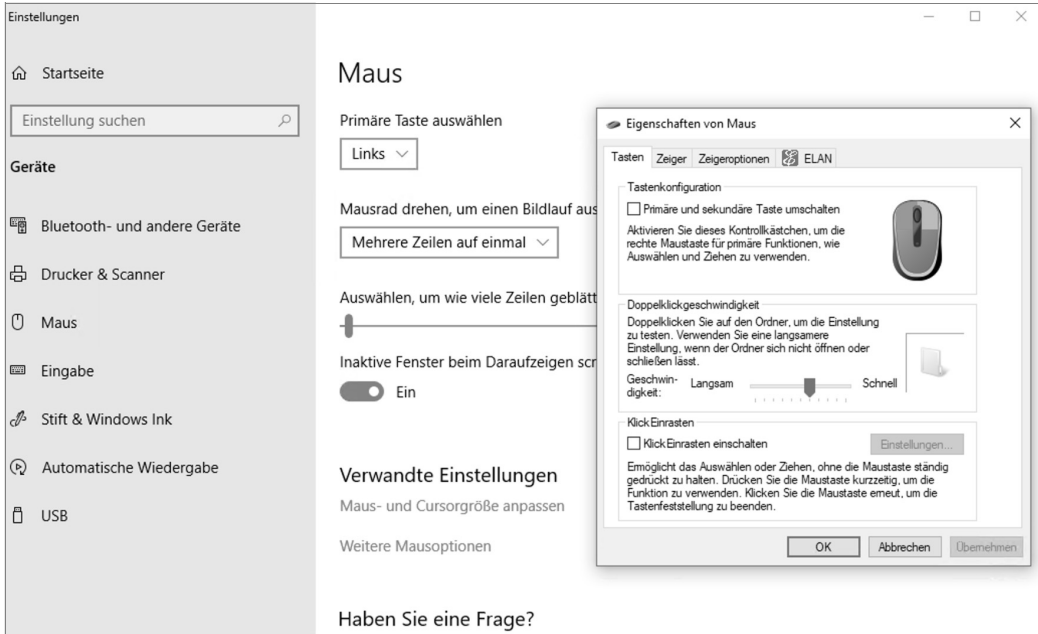 Einstellungen
Startseite
Einstellung suchen
Geräte
Bluetooth- und andere Geräte
Drucker & Scanner
Maus
Eingabe
Stift & Windows Ink
Automatische Wiedergabe
USB
Maus
Primäre Taste auswählen
Links
Mausrad drehen, um einen Bildlauf aus
Mehrere Zeilen auf einmal
Auswählen, um wie viele Zeilen geblätt
Inaktive Fenster beim Daraufzeigen scr
Ein
Verwandte Einstellungen
Maus- und Cursorgröße anpassen
Weitere Mausoptionen
Haben Sie eine Frage?
Eigenschaften von Maus
Tasten Zeiger Zeigeroptionen ELAN
Tastenkonfiguration
Primäre und sekundäre Taste umschalten
Aktivieren Sie dieses Kontrollkästchen, um die
rechte Maustaste für primäre Funktionen, wie
Auswählen und Ziehen zu verwenden.
Doppelklickgeschwindigkeit
Doppelklicken Sie auf den Ordner, um die Einstellung
zu testen. Verwenden Sie eine langsamere
Einstellung, wenn der Ordner sich nicht öffnen oder
schließen lässt.
Geschwin-
digkeit:
Langsam Schnell
KlickEinrasten
KlickEinrasten einschalten
Einstellungen...
Ermöglicht das Auswählen oder Ziehen, ohne die Maustaste ständig
gedrückt zu halten. Drücken Sie die Maustaste kurzzeitig, um die
Funktion zu verwenden. Klicken Sie die Maustaste erneut, um die
Tastenfeststellung zu beenden.
OK Abbrechen Übernehmen